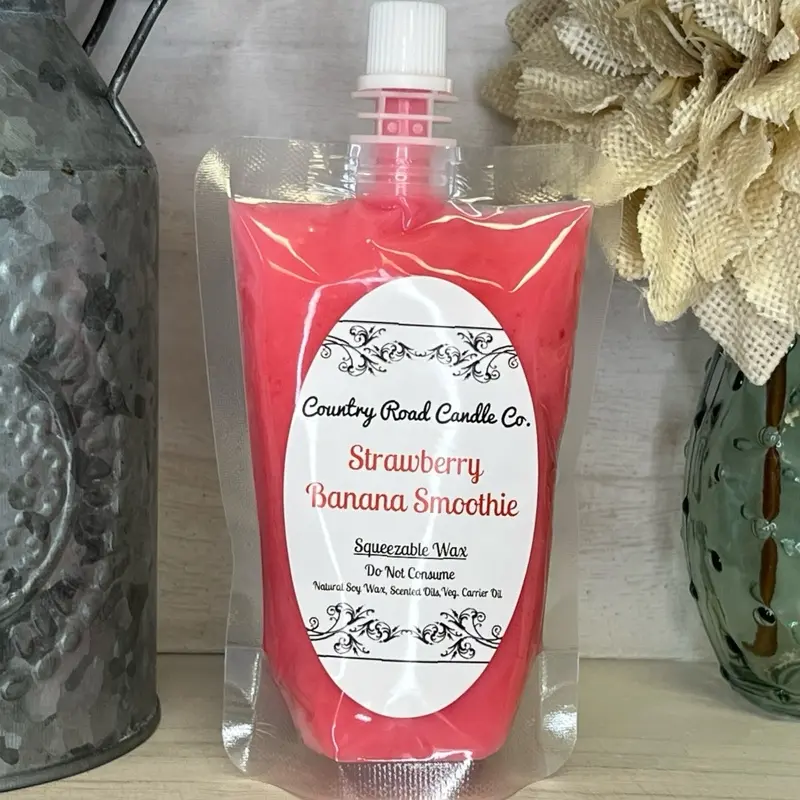 Country Road Candle Co.
Strawberry
Banana Smoothie
Squeezable Wax
Do Not Consume
Natural Soy Wax, Scented Oils, Veg. Carrier Oil